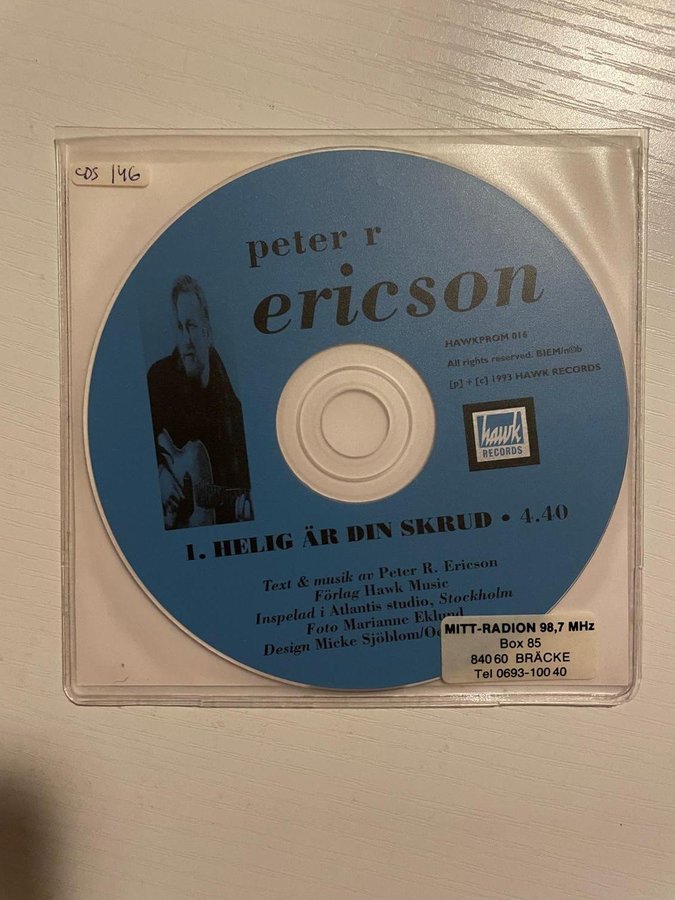 CDS 146
peter r
ericson
HAWKPROM 016
All rights reserved. BIEM/n©b
[p] + [c] 1993 HAWK RECORDS
hawk
RECORDS
1. HELIG ÄR DIN SKRUD • 4.40
Text & musik av Peter R. Ericson
Förlag Hawk Music
Inspelad i Atlantis studio, Stockholm
Foto Marianne Eklund
Design Micke Sjöblom/
MITT-RADION 98,7 MHz
Box 85
840 60 BRÄCKE
Tel 0693-100 40